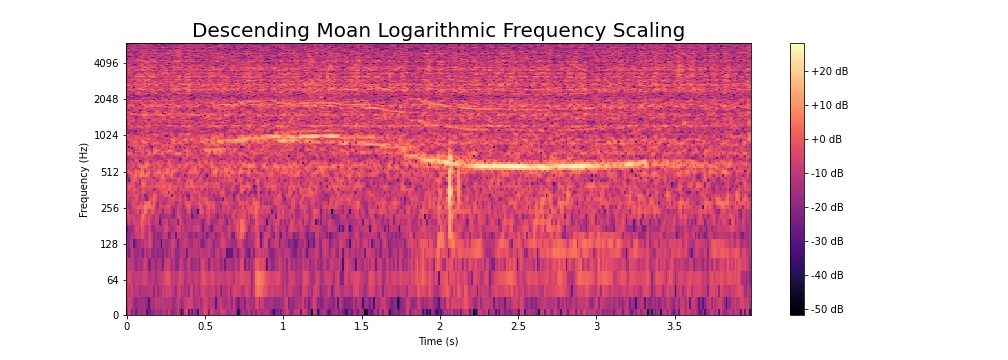 Descending Moan Logarithmic Frequency Scaling
4096
2048
1024
512
256
128
64
0
Frequency (Hz)
0 0.5 1 1.5 2 2.5 3 3.5
Time (s)
+20 dB
+10 dB
+0 dB
-10 dB
-20 dB
-30 dB
-40 dB
-50 dB